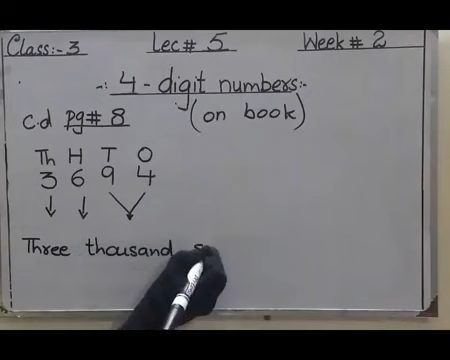 Class:- 3 Lec# 5 Week# 2
-: 4 - digit numbers:-
c.d pg# 8 (on book)
Th H T O
3 6 9 4
Three thousand